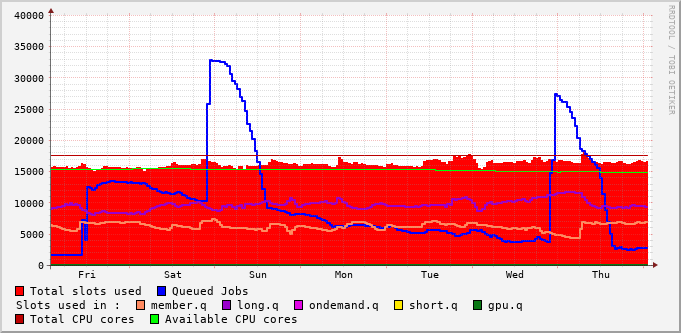 RRDTOOL / TOBI OETIKER
40000
35000
30000
25000
20000
15000
10000
5000
0
Fri Sat Sun Mon Tue Wed Thu
Total slots used Queued Jobs
Slots used in : member.q long.q ondemand.q short.q gpu.q
Total CPU cores Available CPU cores